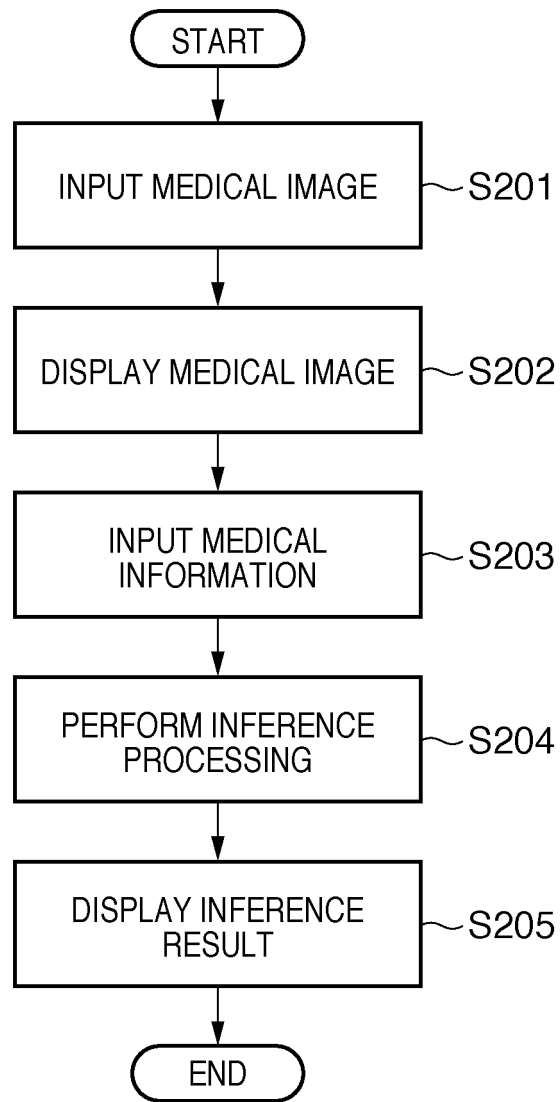 START
INPUT MEDICAL IMAGE
S201
DISPLAY MEDICAL IMAGE
S202
INPUT MEDICAL
INFORMATION
S203
PERFORM INFERENCE
PROCESSING
S204
DISPLAY INFERENCE
RESULT
S205
END